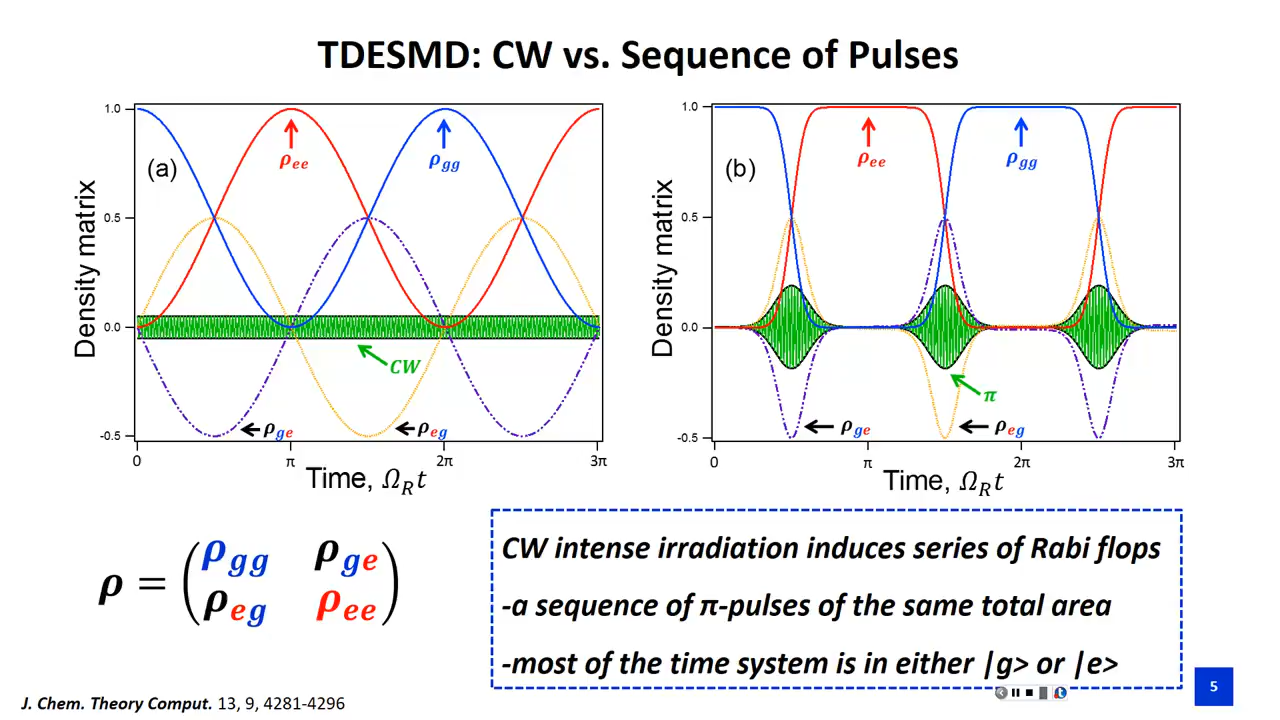 TDESMD: CW vs. Sequence of Pulses
1.0
0.5
0.0
-0.5
Density matrix
(a)
ρee
ρgg
CW
ρge
ρeg
0
π
2π
3π
Time, Ω_R t
1.0
0.5
0.0
-0.5
Density matrix
(b)
ρee
ρgg
π
ρge
ρeg
0
π
2π
3π
Time, Ω_R t
ρ = (ρgg ρge
ρeg ρee)
CW intense irradiation induces series of Rabi flops
-a sequence of π-pulses of the same total area
-most of the time system is in either |g> or |e>
5
J. Chem. Theory Comput. 13, 9, 4281-4296